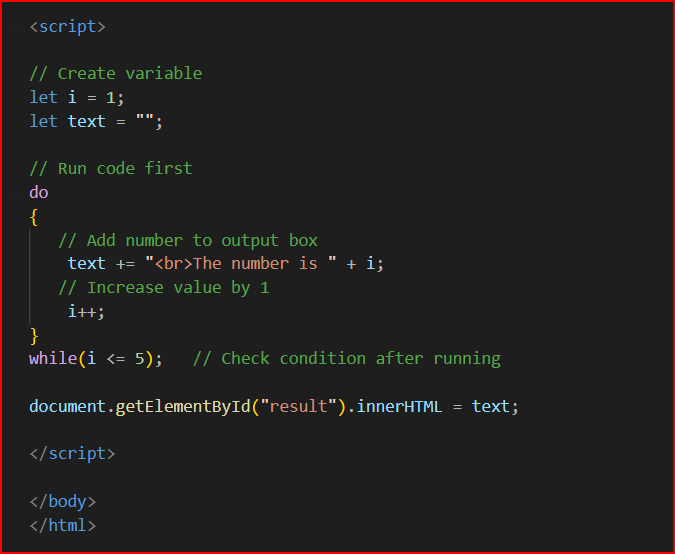 <script>
// Create variable
let i = 1;
let text = "";
// Run code first
do
{
// Add number to output box
text += "<br>The number is " + i;
// Increase value by 1
i++;
}
while(i <= 5);   // Check condition after running
document.getElementById("result").innerHTML = text;
</script>
</body>
</html>